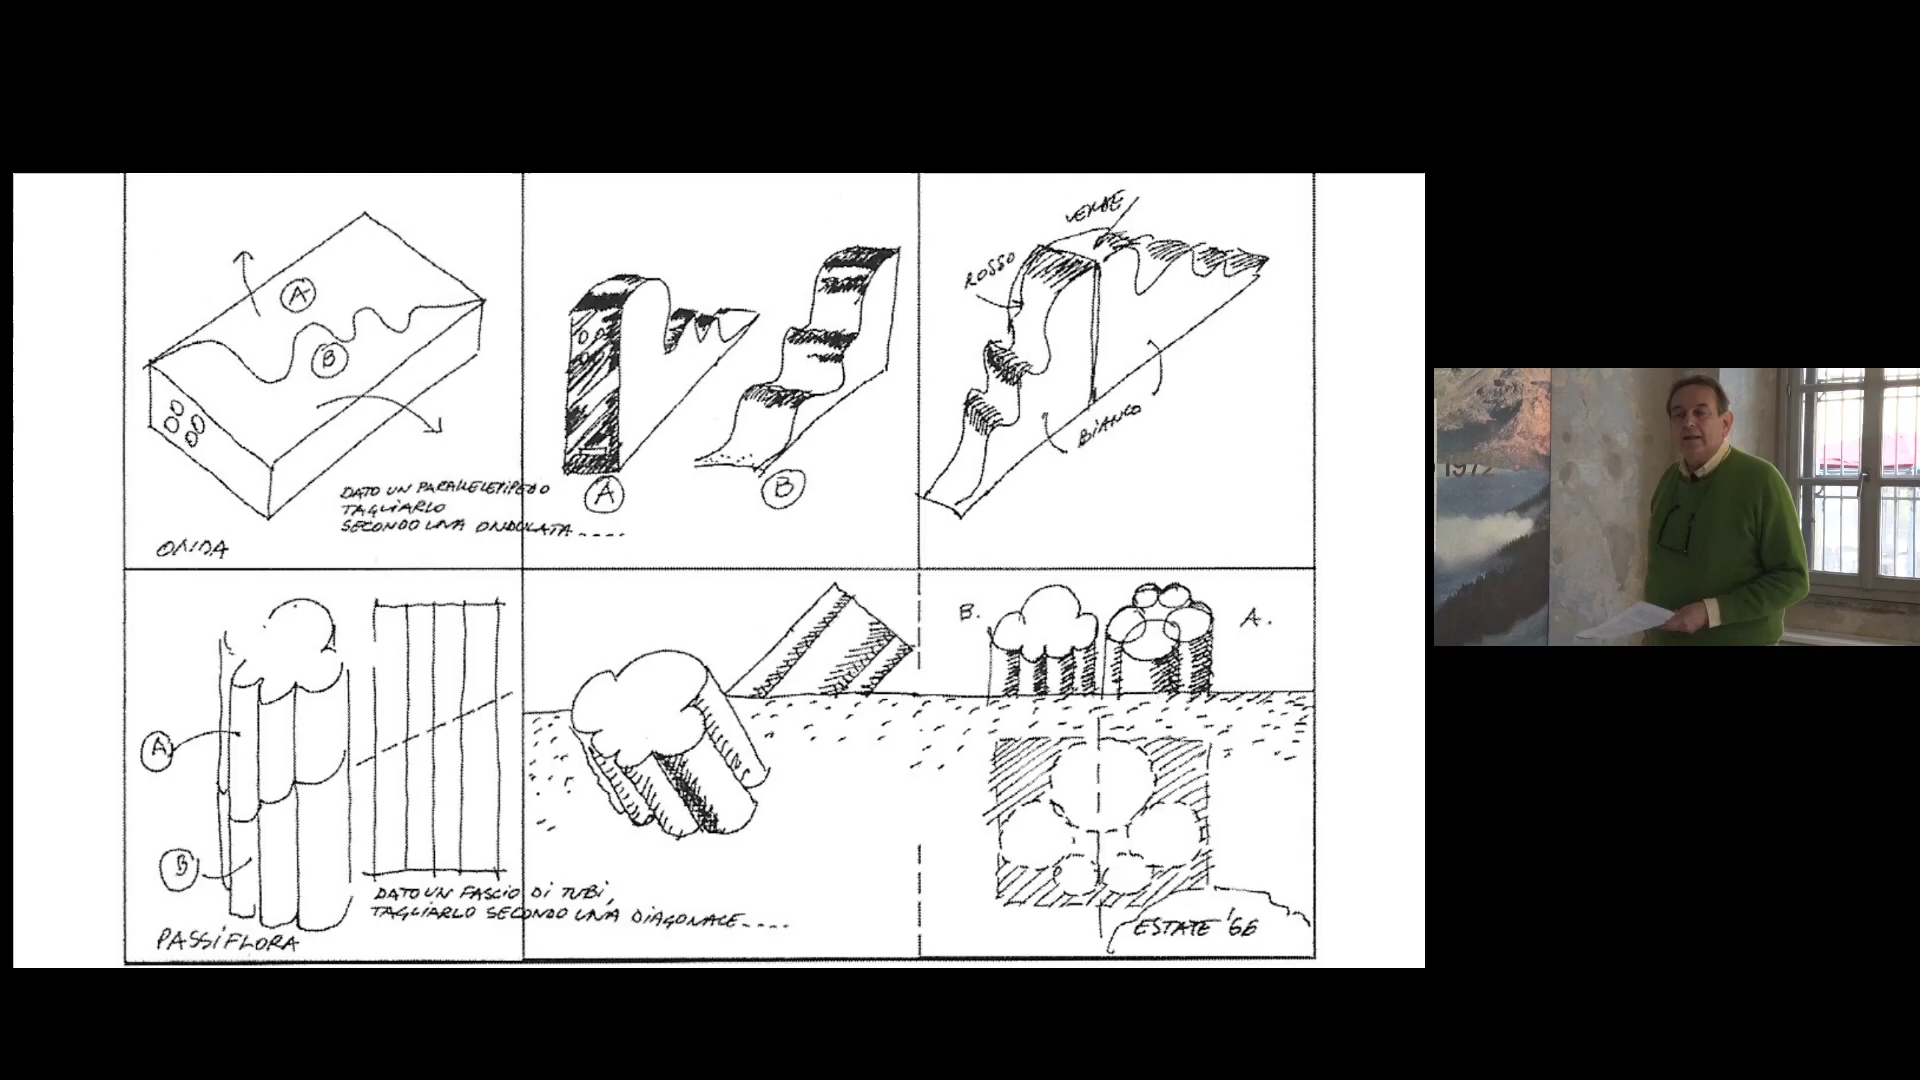 A
B
DATO UN PARALLELEPIPEDO
TAGLIARLO
SECONDO UNA ONDULATA....
ONDA
A
B
VERDE
ROSSO
BIANCO
A
B
DATO UN FASCIO DI TUBI,
TAGLIARLO SECONDO UNA DIAGONALE....
PASSIFLORA
B.
A.
ESTATE '66
1972